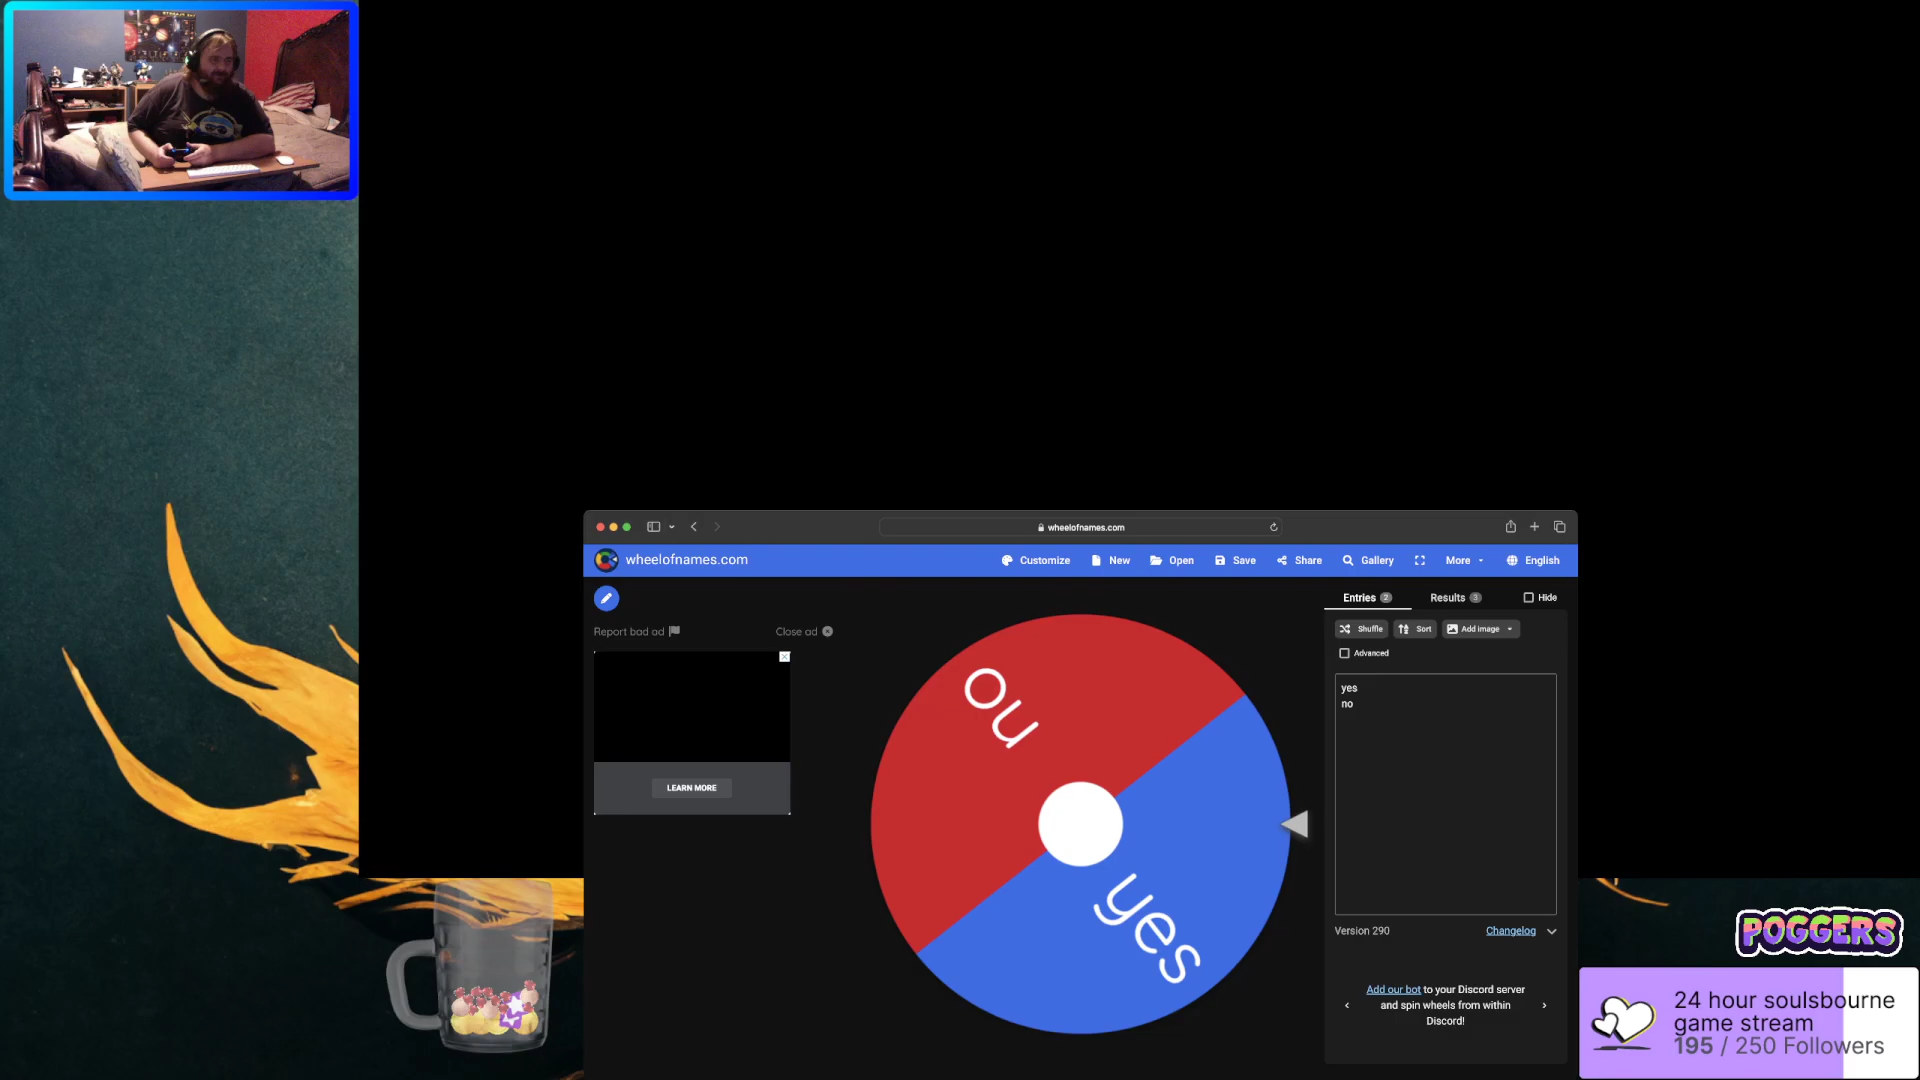 wheelofnames.com
wheelofnames.com
Customize
New
Open
Save
Share
Gallery
More
English
Report bad ad
Close ad
LEARN MORE
no
yes
Entries 2
Results 3
Hide
Shuffle
Sort
Add image
Advanced
yes
no
Version 290
Changelog
Add our bot to your Discord server
and spin wheels from within
Discord!
POGGERS
24 hour soulsbourne
game stream
195 / 250 Followers